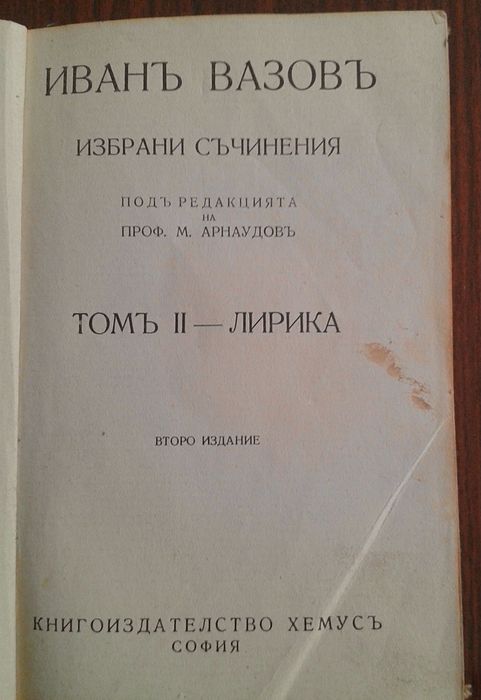 ИВАНЪ ВАЗОВЪ
ИЗБРАНИ СЪЧИНЕНИЯ
ПОДЪ РЕДАКЦИЯТА
НА
ПРОФ. М. АРНАУДОВЪ
ТОМЪ II — ЛИРИКА
ВТОРО ИЗДАНИЕ
КНИГОИЗДАТЕЛСТВО ХЕМУСЪ
СОФИЯ